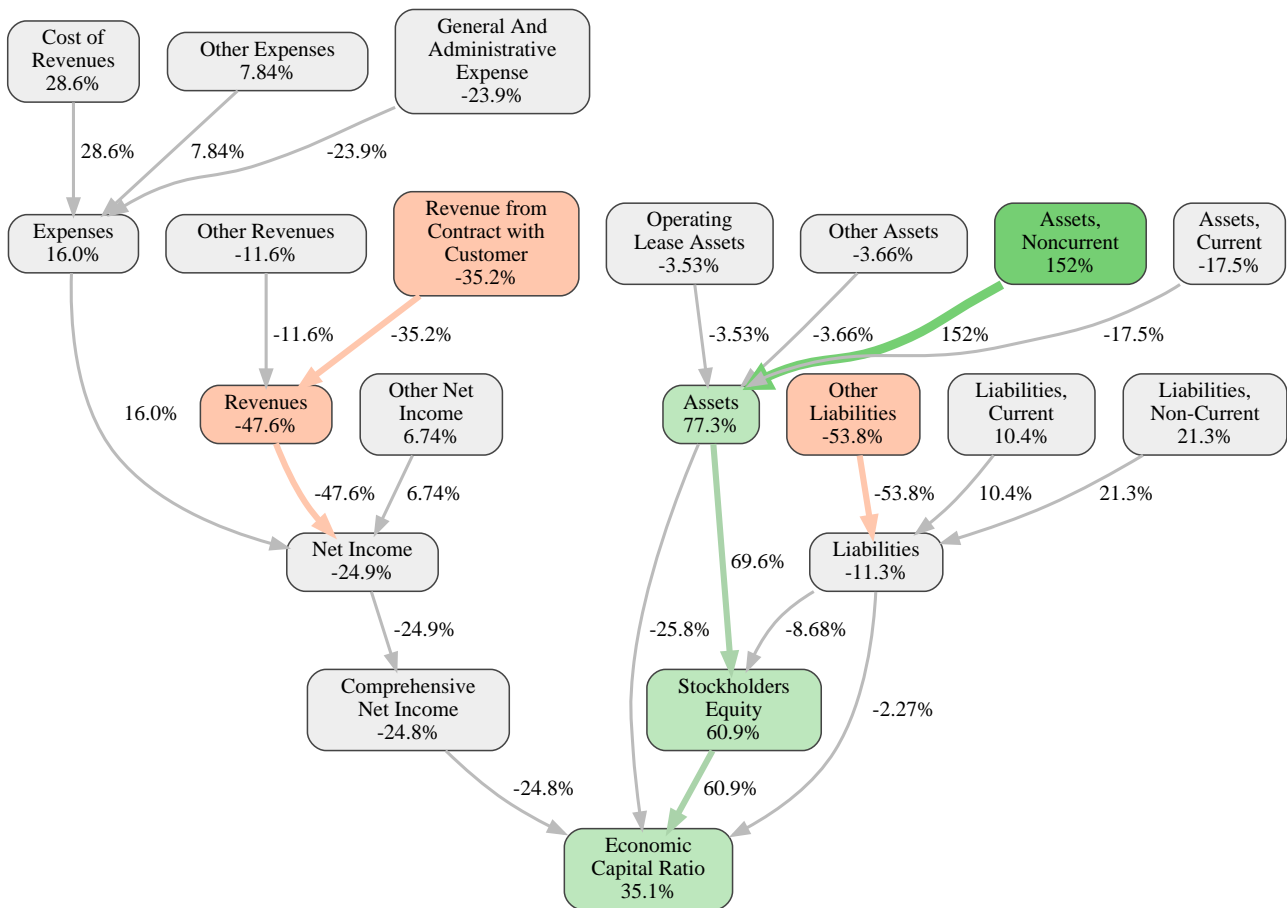 Cost of
Revenues
28.6%
Other Expenses
7.84%
General And
Administrative
Expense
-23.9%
28.6%
7.84%
-23.9%
Expenses
16.0%
Other Revenues
-11.6%
Revenue from
Contract with
Customer
-35.2%
Operating
Lease Assets
-3.53%
Other Assets
-3.66%
Assets,
Noncurrent
152%
Assets,
Current
-17.5%
-11.6%
-35.2%
-3.53%
-3.66%
152%
-17.5%
16.0%
Revenues
-47.6%
Other Net
Income
6.74%
Assets
77.3%
Other
Liabilities
-53.8%
Liabilities,
Current
10.4%
Liabilities,
Non-Current
21.3%
-47.6%
6.74%
-53.8%
10.4%
21.3%
Net Income
-24.9%
69.6%
Liabilities
-11.3%
-24.9%
-25.8%
-8.68%
Comprehensive
Net Income
-24.8%
Stockholders
Equity
60.9%
-2.27%
-24.8%
60.9%
Economic
Capital Ratio
35.1%